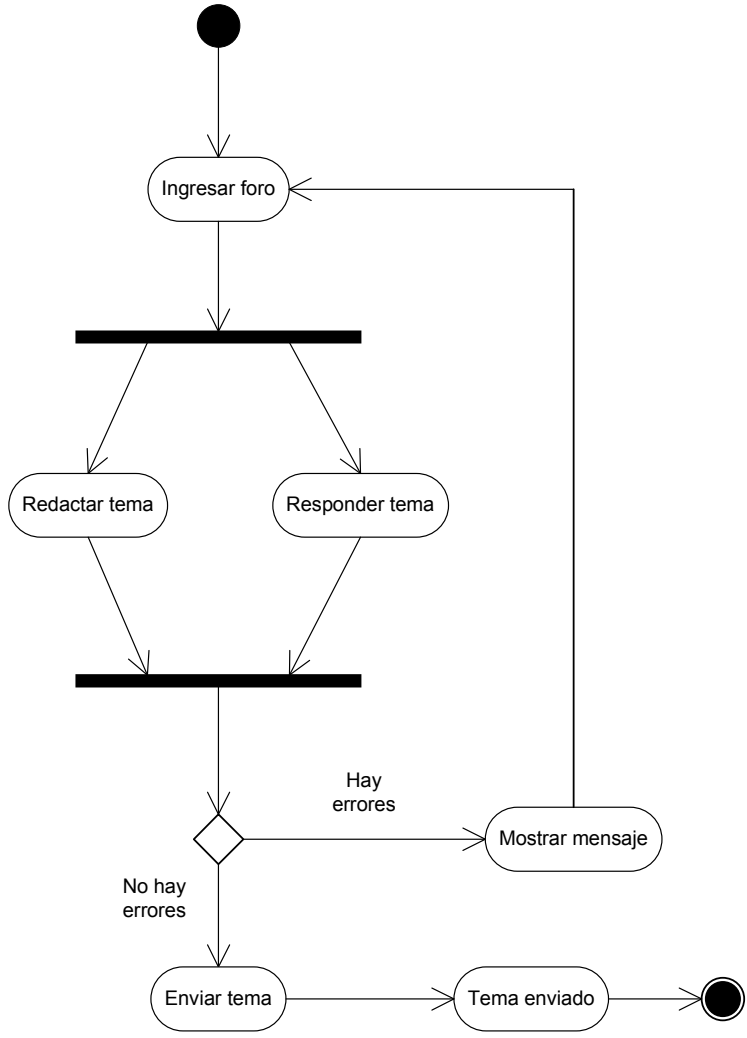 Ingresar foro
Redactar tema
Responder tema
Hay
errores
Mostrar mensaje
No hay
errores
Enviar tema
Tema enviado